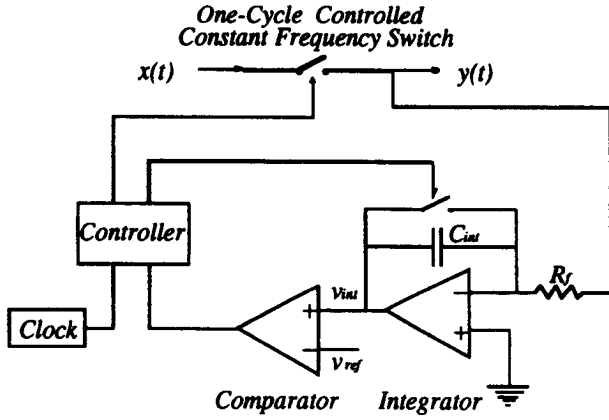 One-Cycle Controlled
Constant Frequency Switch
x(t)
y(t)
Controller
Cint
Rf
Clock
vint
+
−
+
−
vref
Comparator
Integrator